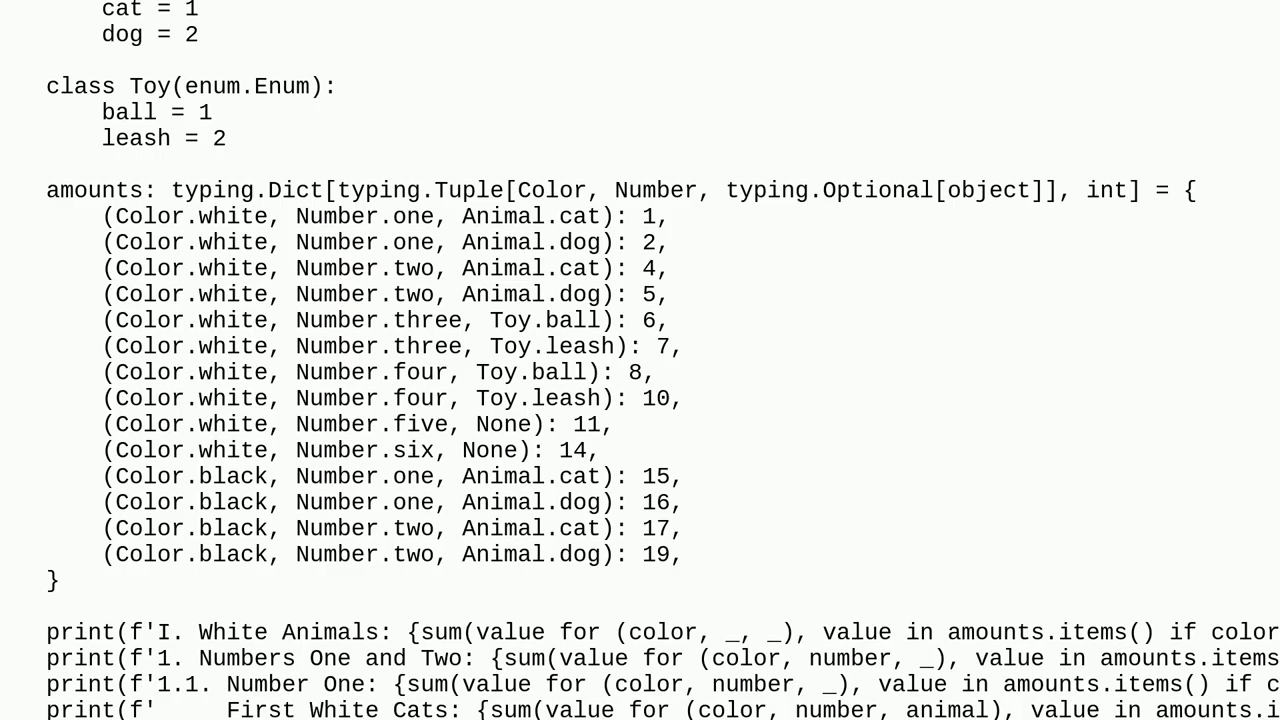 cat = 1
dog = 2
class Toy(enum.Enum):
ball = 1
leash = 2
amounts: typing.Dict[typing.Tuple[Color, Number, typing.Optional[object]], int] = {
(Color.white, Number.one, Animal.cat): 1,
(Color.white, Number.one, Animal.dog): 2,
(Color.white, Number.two, Animal.cat): 4,
(Color.white, Number.two, Animal.dog): 5,
(Color.white, Number.three, Toy.ball): 6,
(Color.white, Number.three, Toy.leash): 7,
(Color.white, Number.four, Toy.ball): 8,
(Color.white, Number.four, Toy.leash): 10,
(Color.white, Number.five, None): 11,
(Color.white, Number.six, None): 14,
(Color.black, Number.one, Animal.cat): 15,
(Color.black, Number.one, Animal.dog): 16,
(Color.black, Number.two, Animal.cat): 17,
(Color.black, Number.two, Animal.dog): 19,
}
print(f'I. White Animals: {sum(value for (color, _, _), value in amounts.items() if color
print(f'1. Numbers One and Two: {sum(value for (color, number, _), value in amounts.items
print(f'1.1. Number One: {sum(value for (color, number, _), value in amounts.items() if c
print(f'     First White Cats: {sum(value for (color, number, animal), value in amounts.i